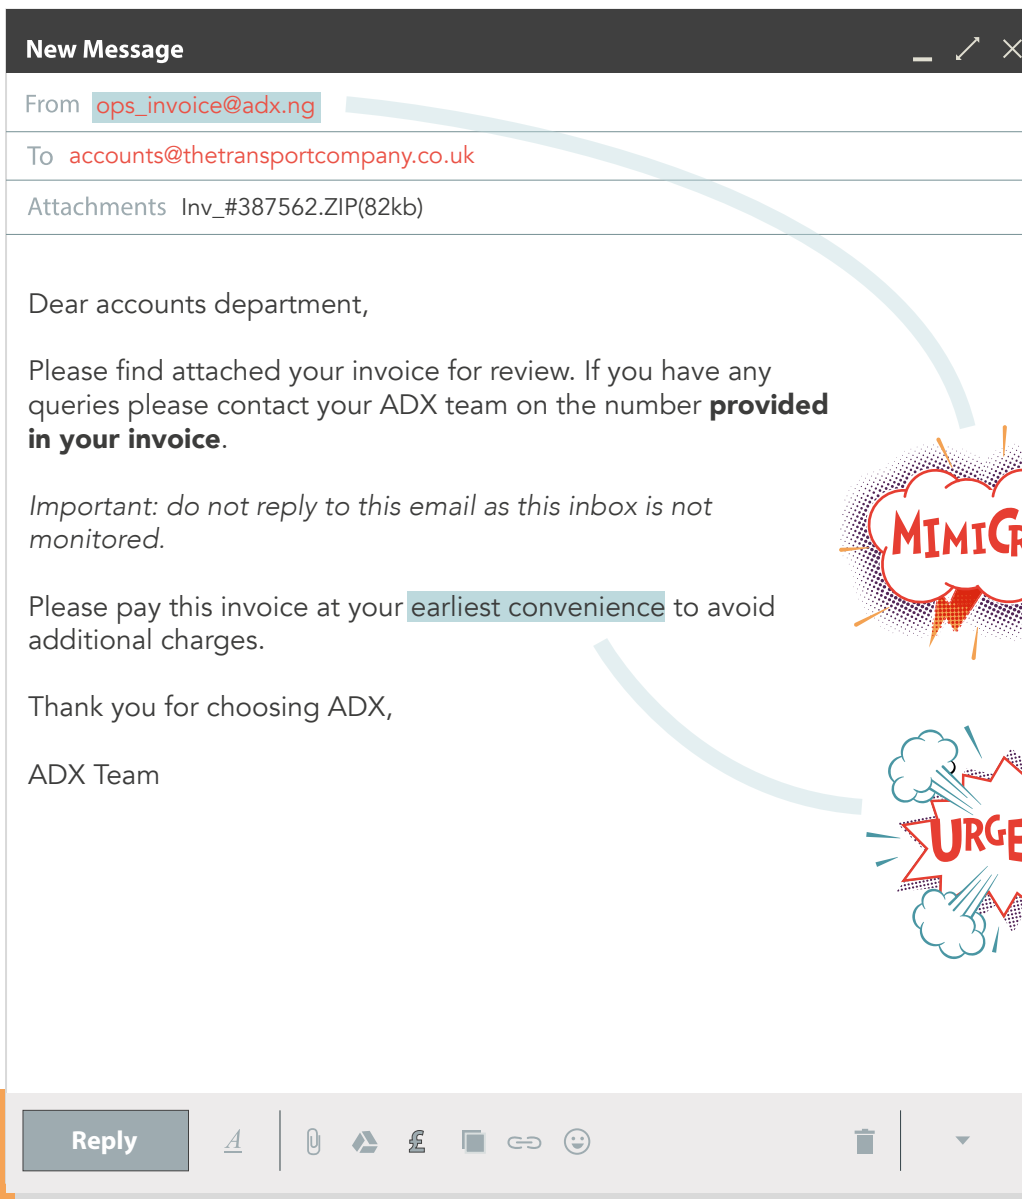 New Message
From ops_invoice@adx.ng
To accounts@thetransportcompany.co.uk
Attachments Inv_#387562.ZIP(82kb)
Dear accounts department,
Please find attached your invoice for review. If you have any
queries please contact your ADX team on the number provided
in your invoice.
Important: do not reply to this email as this inbox is not
monitored.
Please pay this invoice at your earliest convenience to avoid
additional charges.
Thank you for choosing ADX,
ADX Team
Reply A £